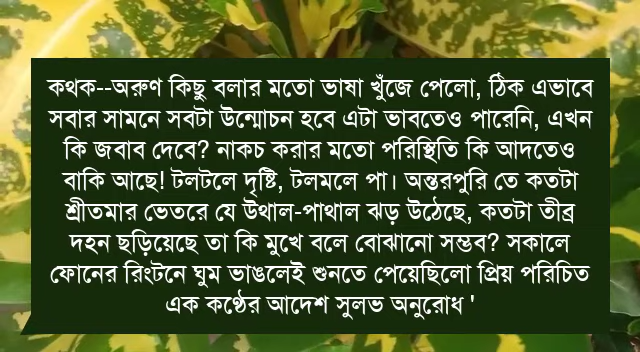 কথক--অরুণ কিছু বলার মতো ভাষা খুঁজে পেলো, ঠিক এভাবে
সবার সামনে সবটা উন্মোচন হবে এটা ভাবতেও পারেনি, এখন
কি জবাব দেবে? নাকচ করার মতো পরিস্থিতি কি আদতেও
বাকি আছে! টলটলে দৃষ্টি, টলমলে পা। অন্তরপুরি তে কতটা
শ্রীতমার ভেতরে যে উথাল-পাথাল ঝড় উঠেছে, কতটা তীব্র
দহন ছড়িয়েছে তা কি মুখে বলে বোঝানো সম্ভব? সকালে
ফোনের রিংটনে ঘুম ভাঙলেই শুনতে পেয়েছিলো প্রিয় পরিচিত
এক কণ্ঠের আদেশ সুলভ অনুরোধ '